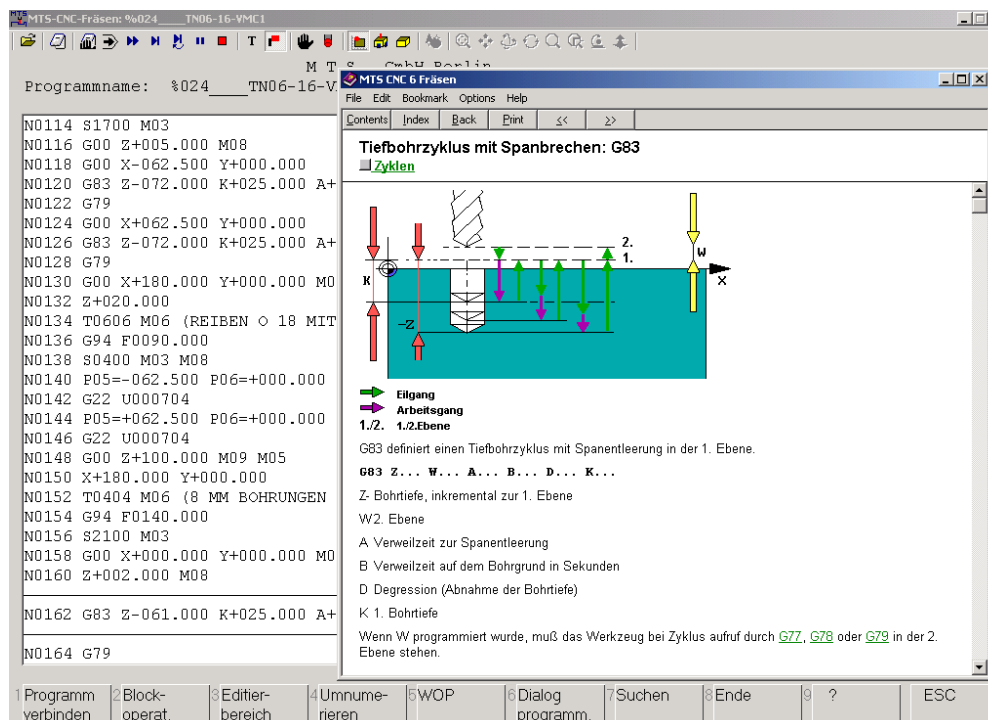 MTS-CNC-Fräsen: %024____TN06-16-VMC1
T
Programmname: %024____TN06-16-V
N0114 S1700 M03
N0116 G00 Z+005.000 M08
N0118 G00 X-062.500 Y+000.000
N0120 G83 Z-072.000 K+025.000 A+
N0122 G79
N0124 G00 X+062.500 Y+000.000
N0126 G83 Z-072.000 K+025.000 A+
N0128 G79
N0130 G00 X+180.000 Y+000.000 M0
N0132 Z+020.000
N0134 T0606 M06 (REIBEN O 18 MIT
N0136 G94 F0090.000
N0138 S0400 M03 M08
N0140 P05=-062.500 P06=+000.000
N0142 G22 U000704
N0144 P05=+062.500 P06=+000.000
N0146 G22 U000704
N0148 G00 Z+100.000 M09 M05
N0150 X+180.000 Y+000.000
N0152 T0404 M06 (8 MM BOHRUNGEN
N0154 G94 F0140.000
N0156 S2100 M03
N0158 G00 X+000.000 Y+000.000 M0
N0160 Z+002.000 M08
N0162 G83 Z-061.000 K+025.000 A+
N0164 G79
MTS CNC 6 Fräsen
File Edit Bookmark Options Help
Contents Index Back Print << >>
Tiefbohrzyklus mit Spanbrechen: G83
Zyklen
2.
1.
W
K
X
-Z
Eilgang
Arbeitsgang
1./2. 1./2.Ebene
G83 definiert einen Tiefbohrzyklus mit Spanentleerung in der 1. Ebene.
G83 Z... W... A... B... D... K...
Z- Bohrtiefe, inkremental zur 1. Ebene
W2. Ebene
A Verweilzeit zur Spanentleerung
B Verweilzeit auf dem Bohrgrund in Sekunden
D Degression (Abnahme der Bohrtiefe)
K 1. Bohrtiefe
Wenn W programmiert wurde, muß das Werkzeug bei Zyklus aufruf durch G77, G78 oder G79 in der 2.
Ebene stehen.
1 Programm 2 Block- 3 Editier- 4 Umnume- 5 WOP 6 Dialog 7 Suchen 8 Ende 9 ? ESC
verbinden operat. bereich rieren programm.